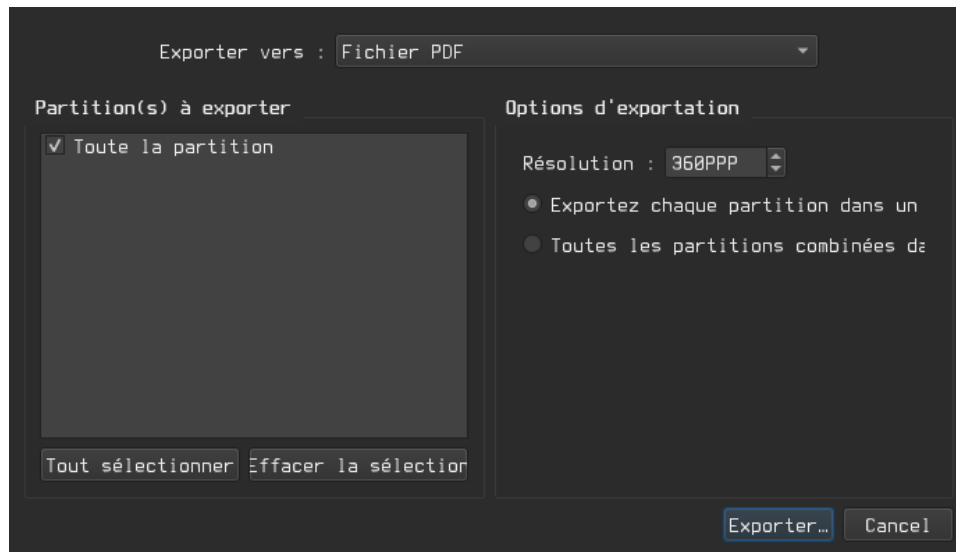 Exporter vers : Fichier PDF
Partition(s) à exporter
Toute la partition
Tout sélectionner
Effacer la sélection
Options d'exportation
Résolution : 360PPP
Exportez chaque partition dans un
Toutes les partitions combinées da
Exporter…
Cancel